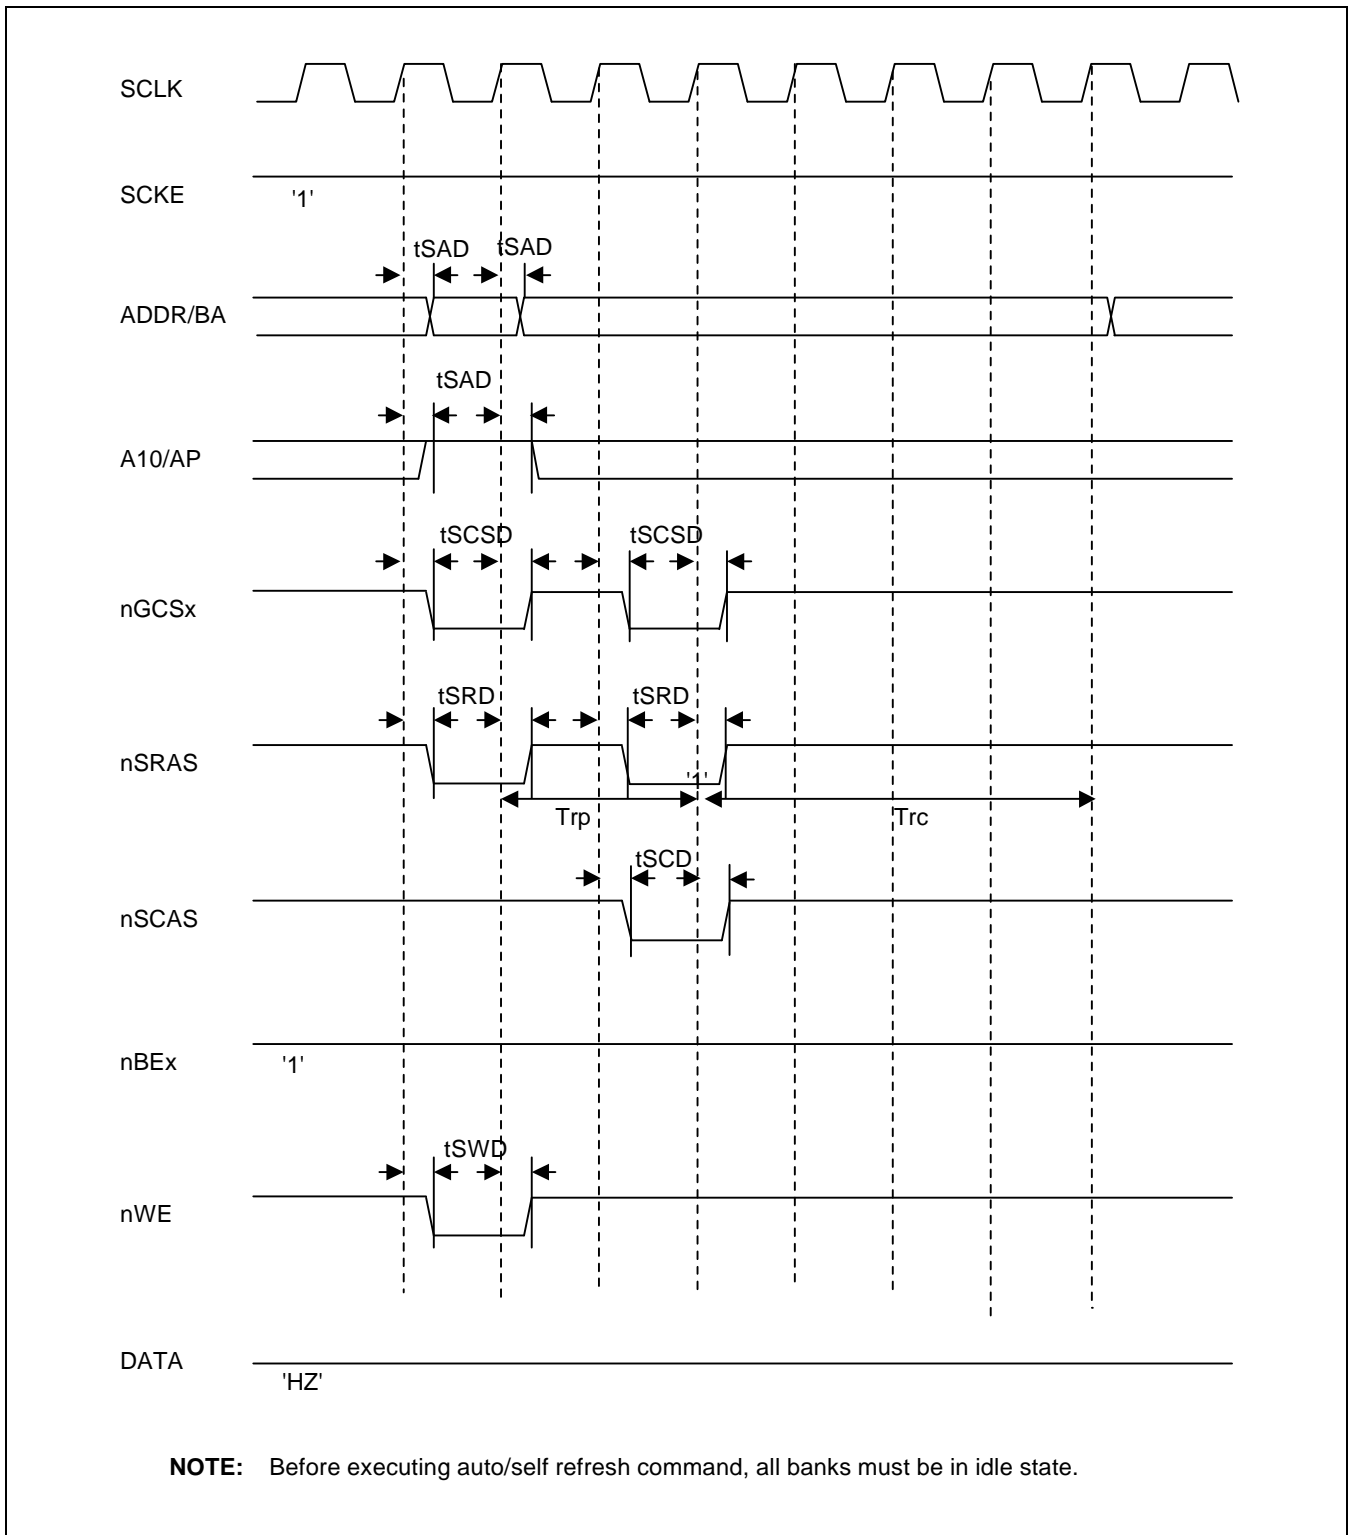 SCLK
SCKE
'1'
tSAD
tSAD
ADDR/BA
tSAD
A10/AP
tSCSD
tSCSD
nGCSx
tSRD
tSRD
nSRAS
'1'
Trp
Trc
tSCD
nSCAS
nBEx
'1'
tSWD
nWE
DATA
'HZ'
NOTE: Before executing auto/self refresh command, all banks must be in idle state.